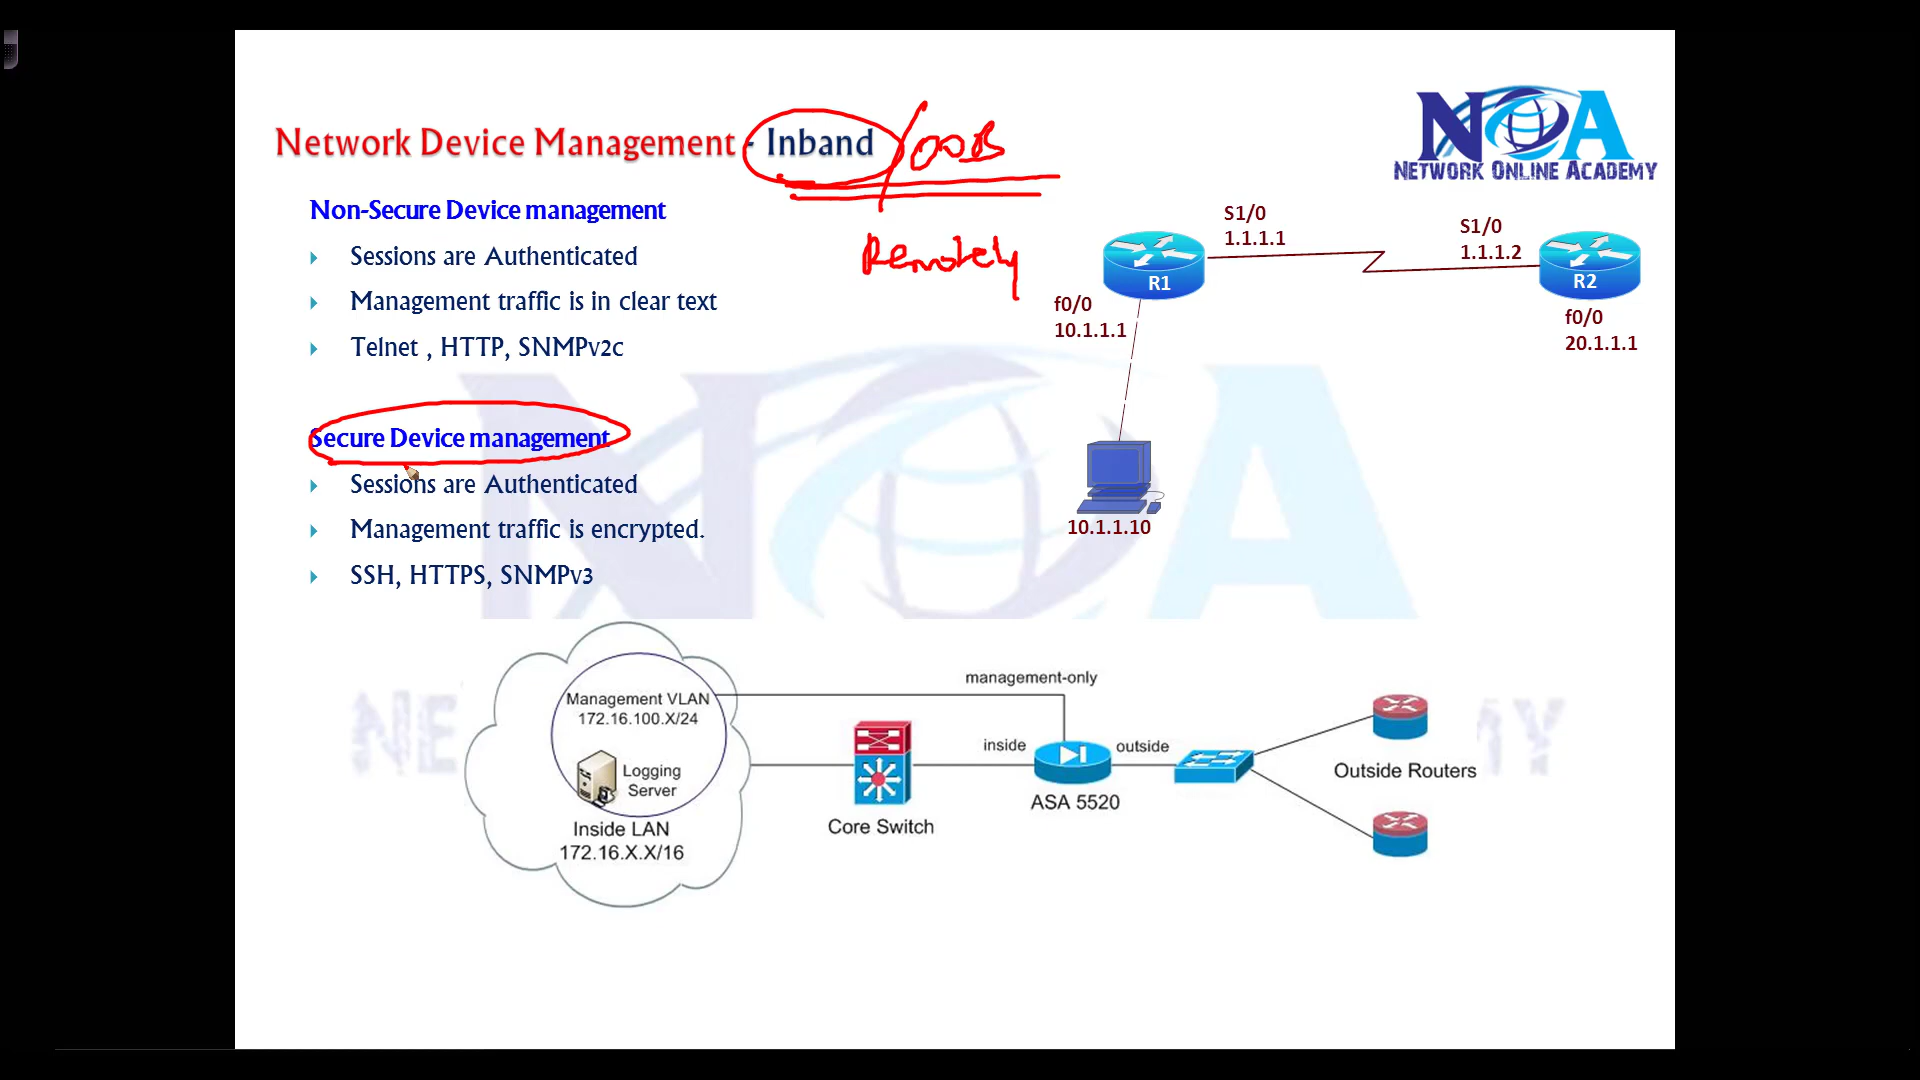 Network Device Management - Inband / OOB
Remotely
NOA
NETWORK ONLINE ACADEMY
Non-Secure Device management
Sessions are Authenticated
Management traffic is in clear text
Telnet , HTTP, SNMPv2c
Secure Device management
Sessions are Authenticated
Management traffic is encrypted.
SSH, HTTPS, SNMPv3
S1/0
1.1.1.1
S1/0
1.1.1.2
R1
R2
f0/0
10.1.1.1
f0/0
20.1.1.1
10.1.1.10
Management VLAN
172.16.100.X/24
Logging
Server
Inside LAN
172.16.X.X/16
Core Switch
management-only
inside
outside
ASA 5520
Outside Routers